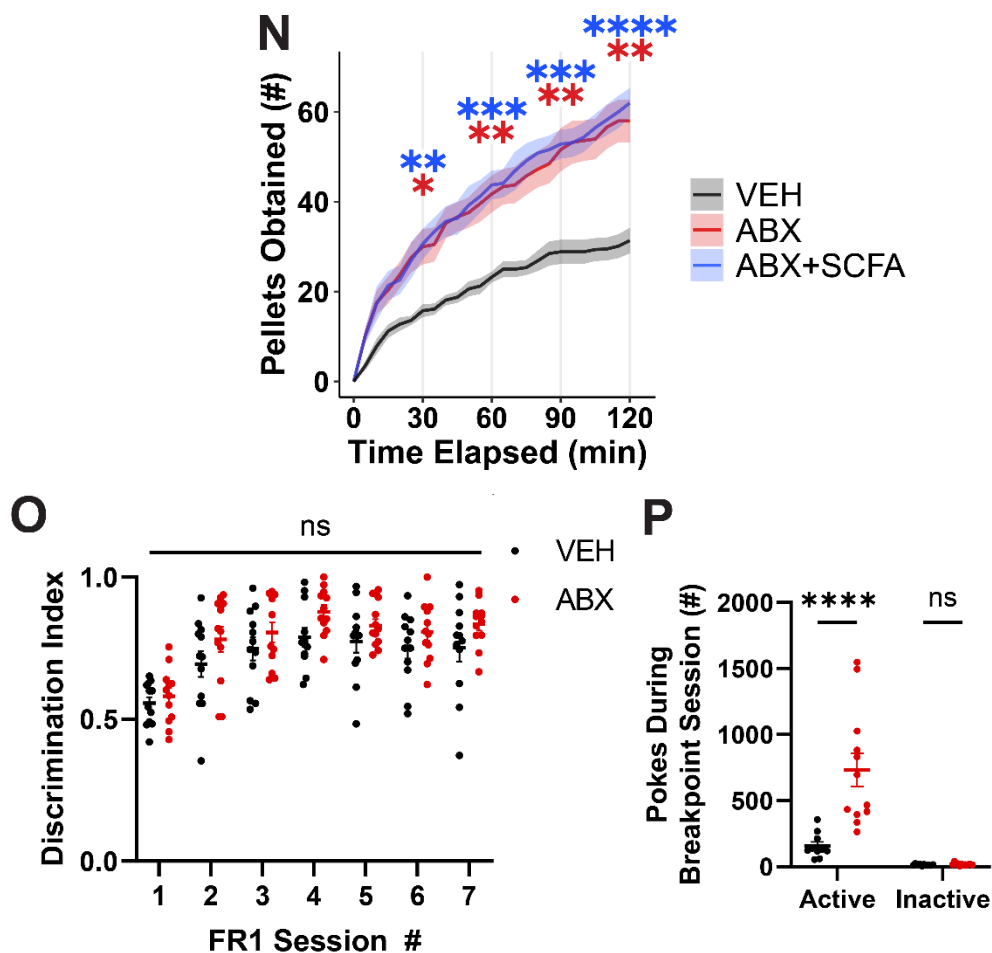 N
****
**
***
**
***
**
**
*
Pellets Obtained (#)
60
40
20
0
0 30 60 90 120
Time Elapsed (min)
VEH
ABX
ABX+SCFA
O
ns
VEH
ABX
Discrimination Index
1.0
0.5
0.0
1 2 3 4 5 6 7
FR1 Session #
P
Pokes During
Breakpoint Session (#)
2000
1500
1000
500
0
**** ns
Active Inactive